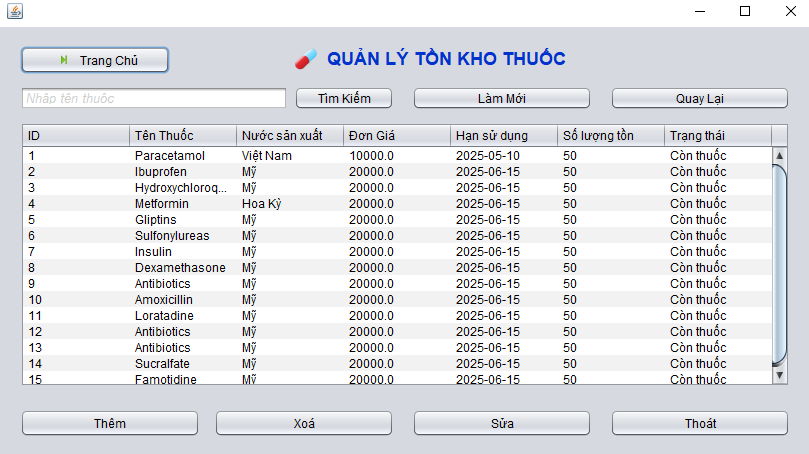 Trang Chủ QUẢN LÝ TỒN KHO THUỐC
Nhập tên thuốc Tìm Kiếm Làm Mới Quay Lại
ID Tên Thuốc Nước sản xuất Đơn Giá Hạn sử dụng Số lượng tồn Trạng thái
1 Paracetamol Việt Nam 10000.0 2025-05-10 50 Còn thuốc
2 Ibuprofen Mỹ 20000.0 2025-06-15 50 Còn thuốc
3 Hydroxychloroq... Mỹ 20000.0 2025-06-15 50 Còn thuốc
4 Metformin Hoa Kỳ 20000.0 2025-06-15 50 Còn thuốc
5 Gliptins Mỹ 20000.0 2025-06-15 50 Còn thuốc
6 Sulfonylureas Mỹ 20000.0 2025-06-15 50 Còn thuốc
7 Insulin Mỹ 20000.0 2025-06-15 50 Còn thuốc
8 Dexamethasone Mỹ 20000.0 2025-06-15 50 Còn thuốc
9 Antibiotics Mỹ 20000.0 2025-06-15 50 Còn thuốc
10 Amoxicillin Mỹ 20000.0 2025-06-15 50 Còn thuốc
11 Loratadine Mỹ 20000.0 2025-06-15 50 Còn thuốc
12 Antibiotics Mỹ 20000.0 2025-06-15 50 Còn thuốc
13 Antibiotics Mỹ 20000.0 2025-06-15 50 Còn thuốc
14 Sucralfate Mỹ 20000.0 2025-06-15 50 Còn thuốc
15 Famotidine Mỹ 20000.0 2025-06-15 50 Còn thuốc
Thêm Xoá Sửa Thoát